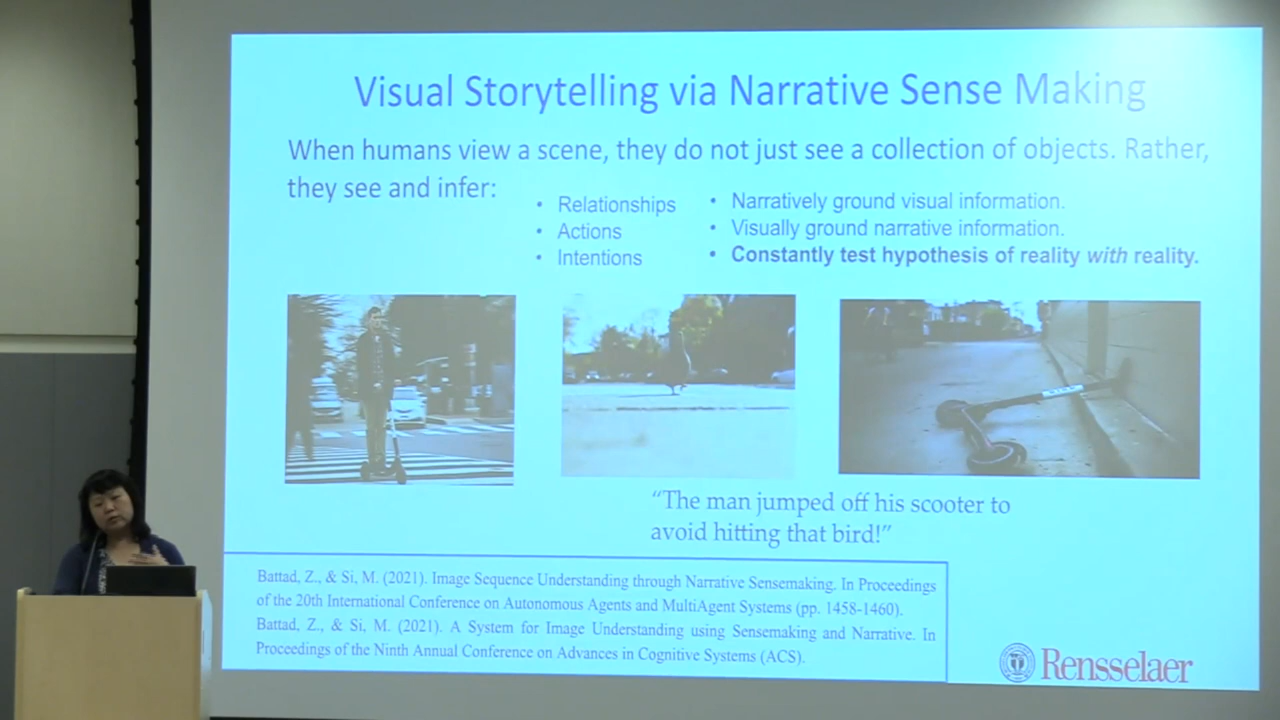 Visual Storytelling via Narrative Sense Making
When humans view a scene, they do not just see a collection of objects. Rather,
they see and infer:
• Relationships
• Actions
• Intentions
• Narratively ground visual information.
• Visually ground narrative information.
• Constantly test hypothesis of reality with reality.
“The man jumped off his scooter to
avoid hitting that bird!”
Battad, Z., & Si, M. (2021). Image Sequence Understanding through Narrative Sensemaking. In Proceedings
of the 20th International Conference on Autonomous Agents and MultiAgent Systems (pp. 1458-1460).
Battad, Z., & Si, M. (2021). A System for Image Understanding using Sensemaking and Narrative. In
Proceedings of the Ninth Annual Conference on Advances in Cognitive Systems (ACS).
Rensselaer